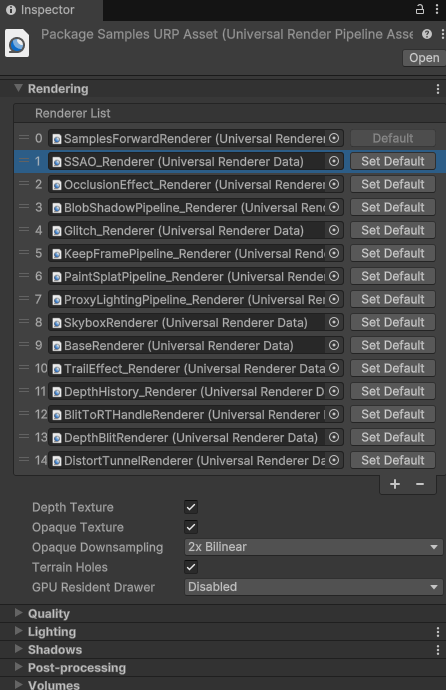 Inspector
Package Samples URP Asset (Universal Render Pipeline Asse
Open
Rendering
Renderer List
0 SamplesForwardRenderer (Universal Renderer Default
1 SSAO_Renderer (Universal Renderer Data) Set Default
2 OcclusionEffect_Renderer (Universal Renderer Set Default
3 BlobShadowPipeline_Renderer (Universal Rend Set Default
4 Glitch_Renderer (Universal Renderer Data) Set Default
5 KeepFramePipeline_Renderer (Universal Rende Set Default
6 PaintSplatPipeline_Renderer (Universal Render Set Default
7 ProxyLightingPipeline_Renderer (Universal Ren Set Default
8 SkyboxRenderer (Universal Renderer Data) Set Default
9 BaseRenderer (Universal Renderer Data) Set Default
10 TrailEffect_Renderer (Universal Renderer Data Set Default
11 DepthHistory_Renderer (Universal Renderer D Set Default
12 BlitToRTHandleRenderer (Universal Renderer Set Default
13 DepthBlitRenderer (Universal Renderer Data) Set Default
14 DistortTunnelRenderer (Universal Renderer Da Set Default
+ −
Depth Texture
Opaque Texture
Opaque Downsampling 2x Bilinear
Terrain Holes
GPU Resident Drawer Disabled
Quality
Lighting
Shadows
Post-processing
Volumes